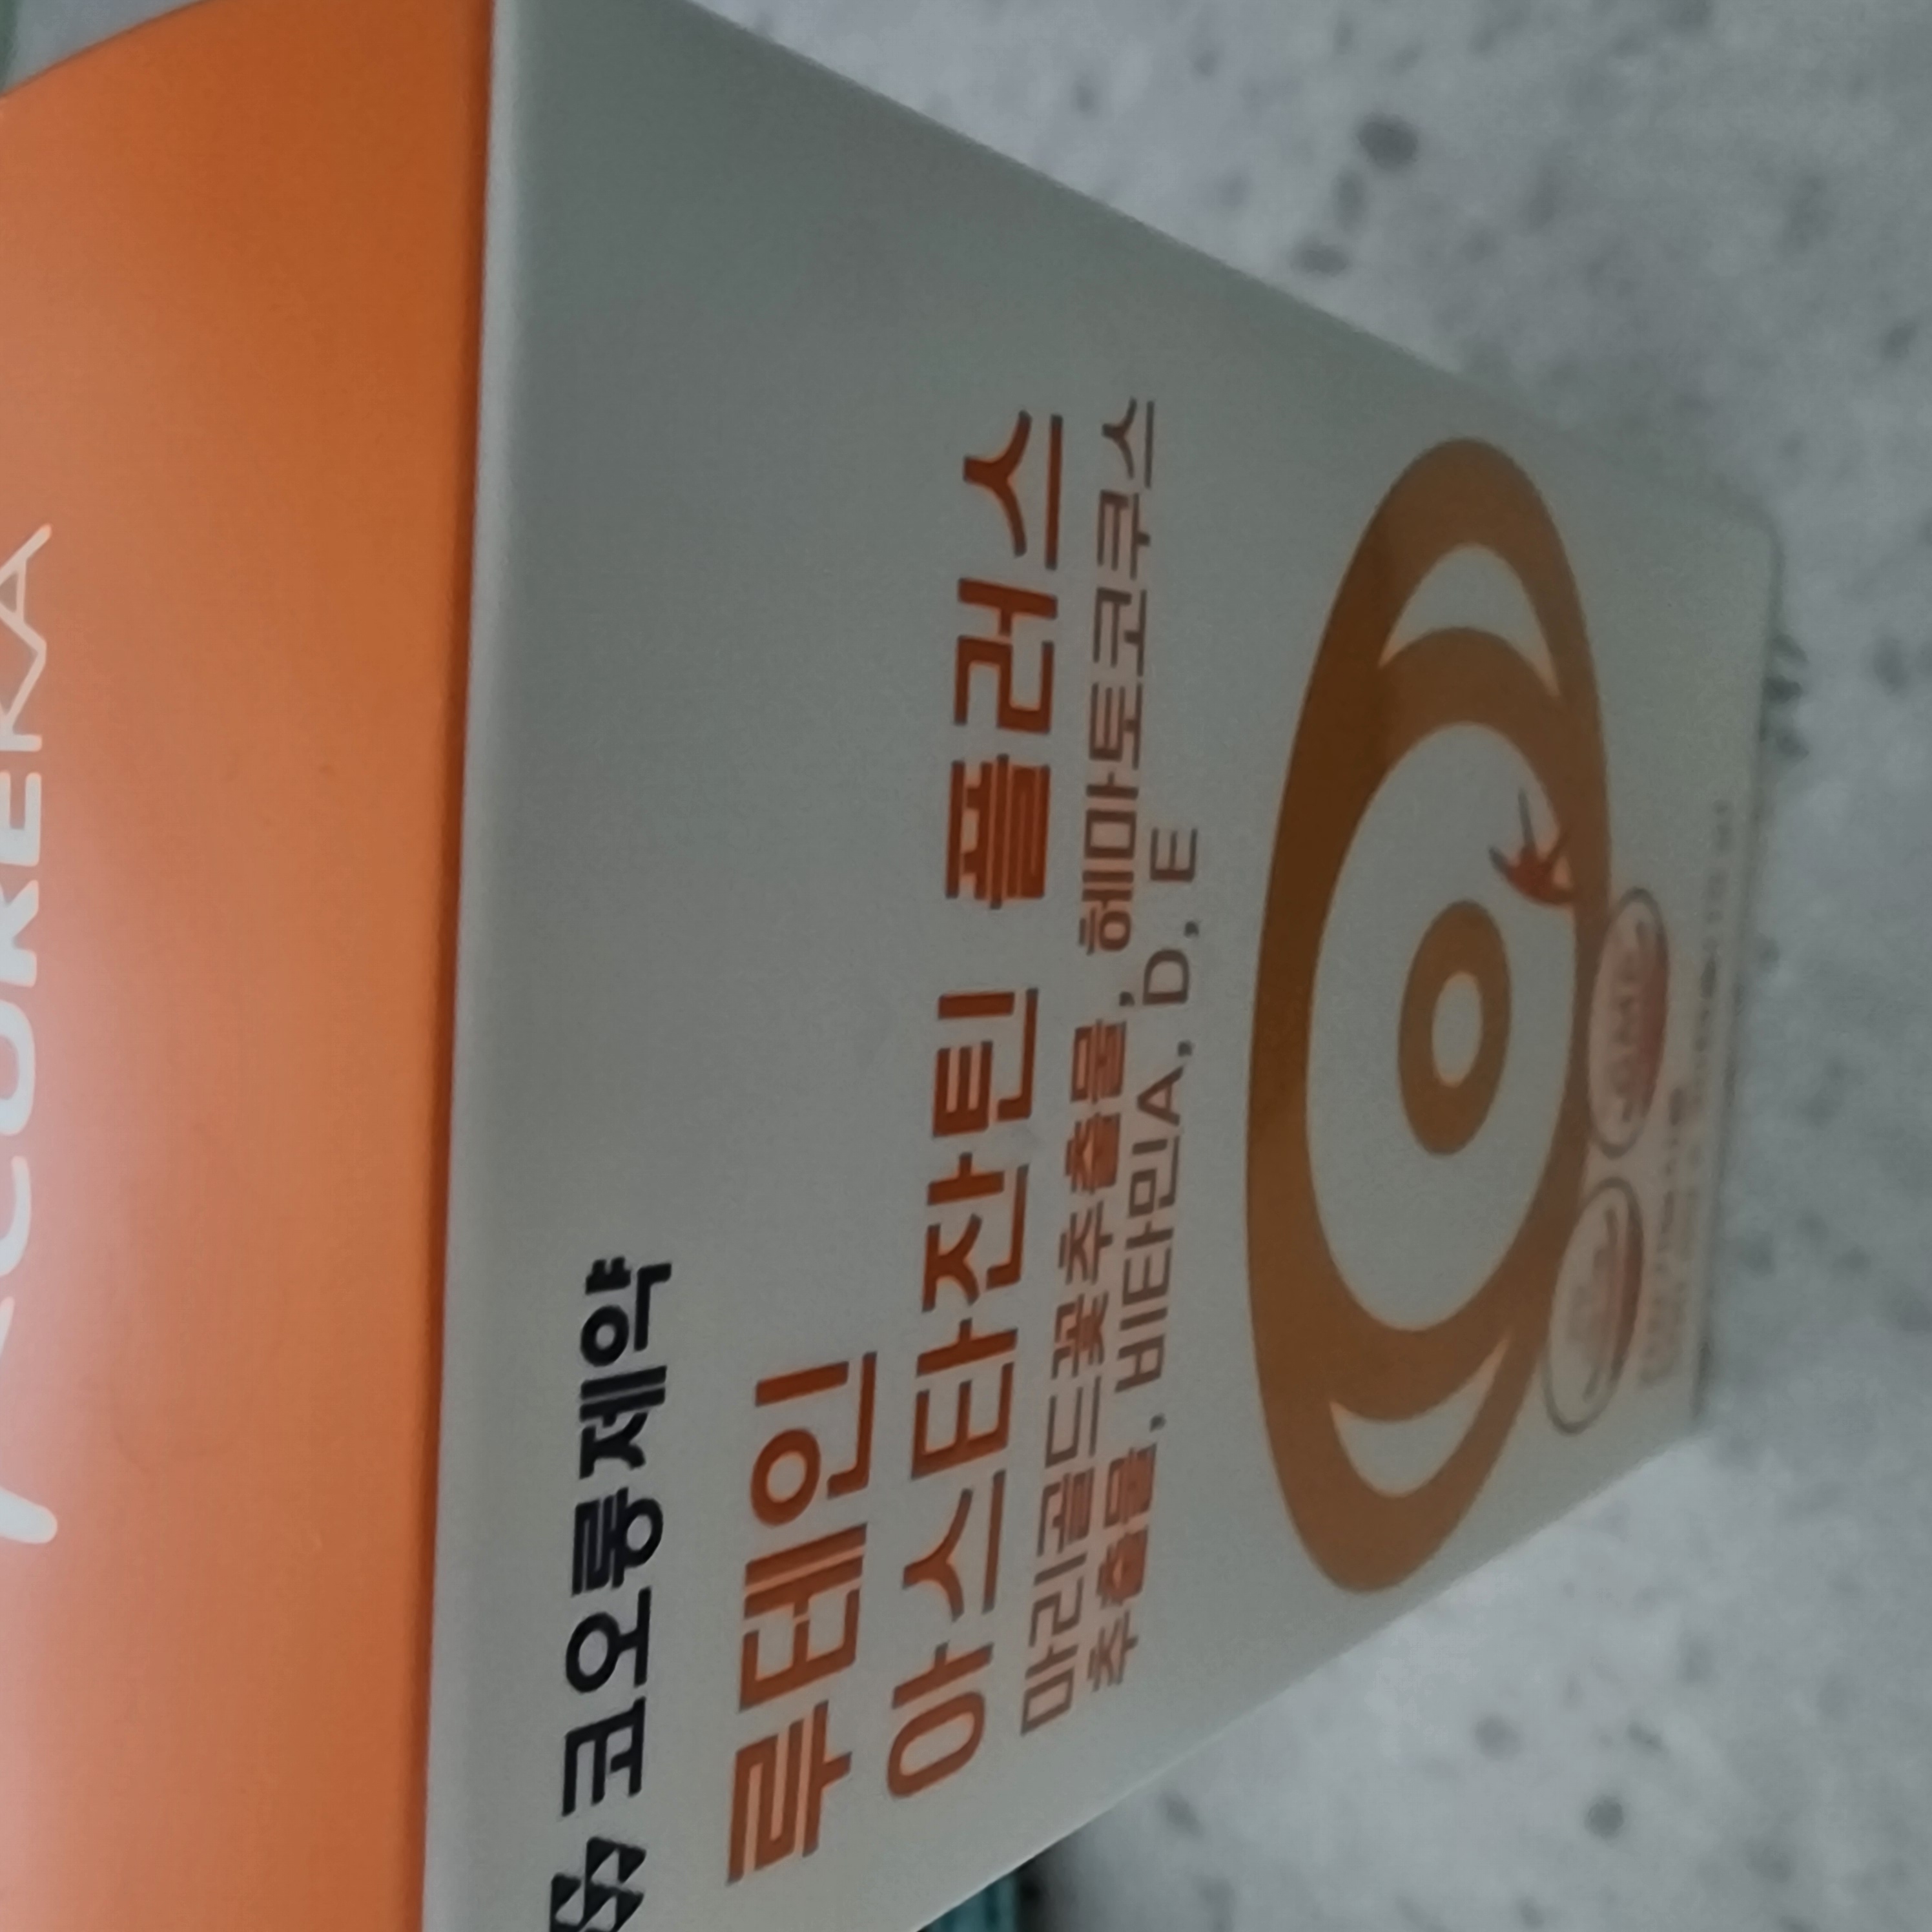 코오롱제약
루테인
아스타잔틴 플러스
마리골드꽃추출물, 헤마토코쿠스
추출물, 비타민A, D, E
GMP